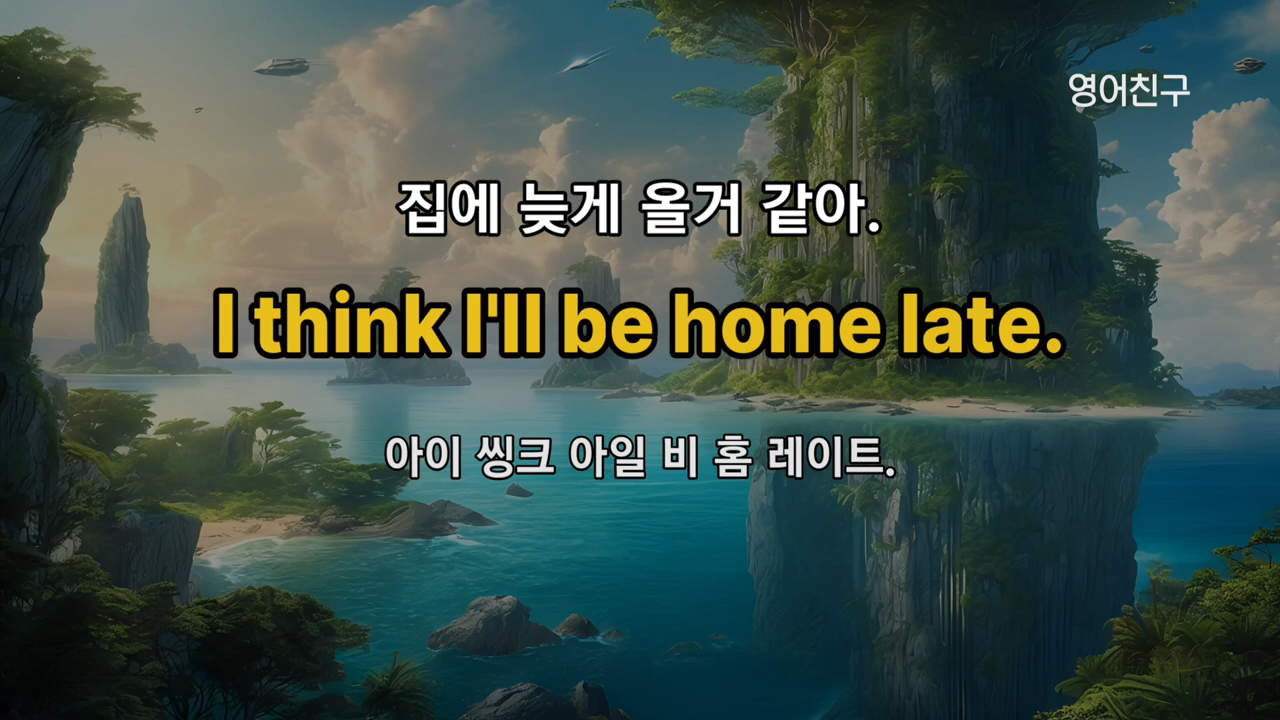 영어친구
집에 늦게 올거 같아.
I think I'll be home late.
아이 씽크 아일 비 홈 레이트.